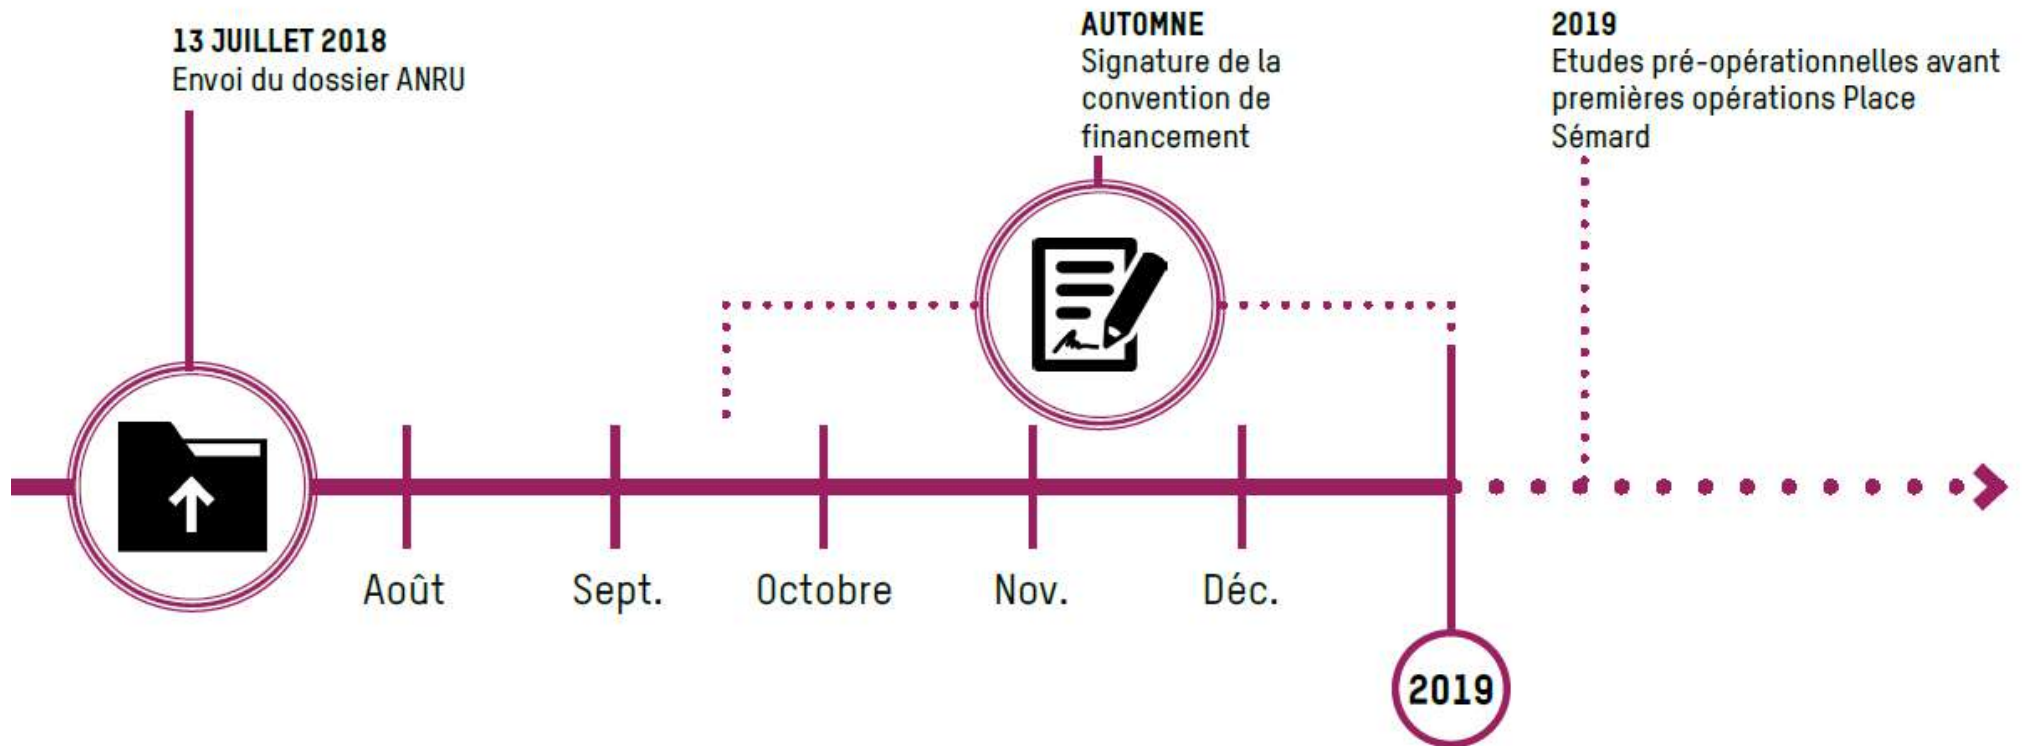 13 JUILLET 2018
Envoi du dossier ANRU
AUTOMNE
Signature de la
convention de
financement
2019
Etudes pré-opérationnelles avant
premières opérations Place
Sémard
Août
Sept.
Octobre
Nov.
Déc.
2019